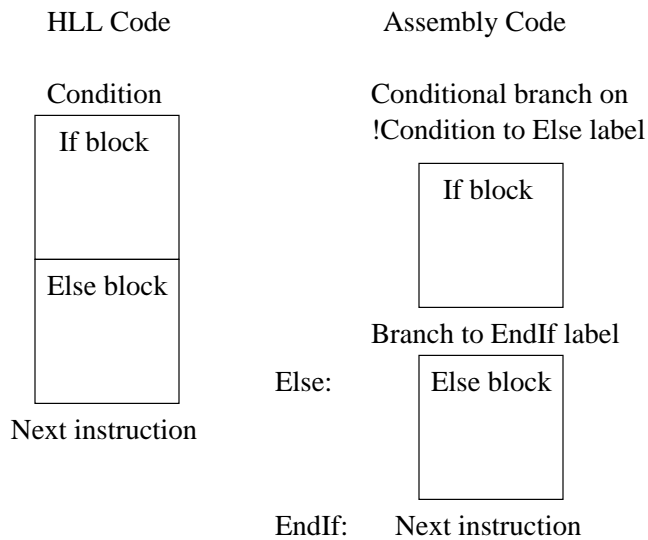 HLL Code
Assembly Code
Condition
If block
Else block
Next instruction
Conditional branch on
!Condition to Else label
If block
Branch to EndIf label
Else:
Else block
EndIf:
Next instruction